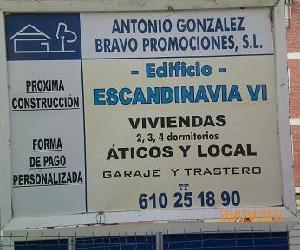 ANTONIO GONZALEZ
BRAVO PROMOCIONES, S.L.
PROXIMA
CONSTRUCCIÓN
FORMA
DE PAGO
PERSONALIZADA
- Edificio -
ESCANDINAVIA VI
VIVIENDAS
2, 3, 4 dormitorios
ÁTICOS Y LOCAL
GARAJE Y TRASTERO
610 25 18 90